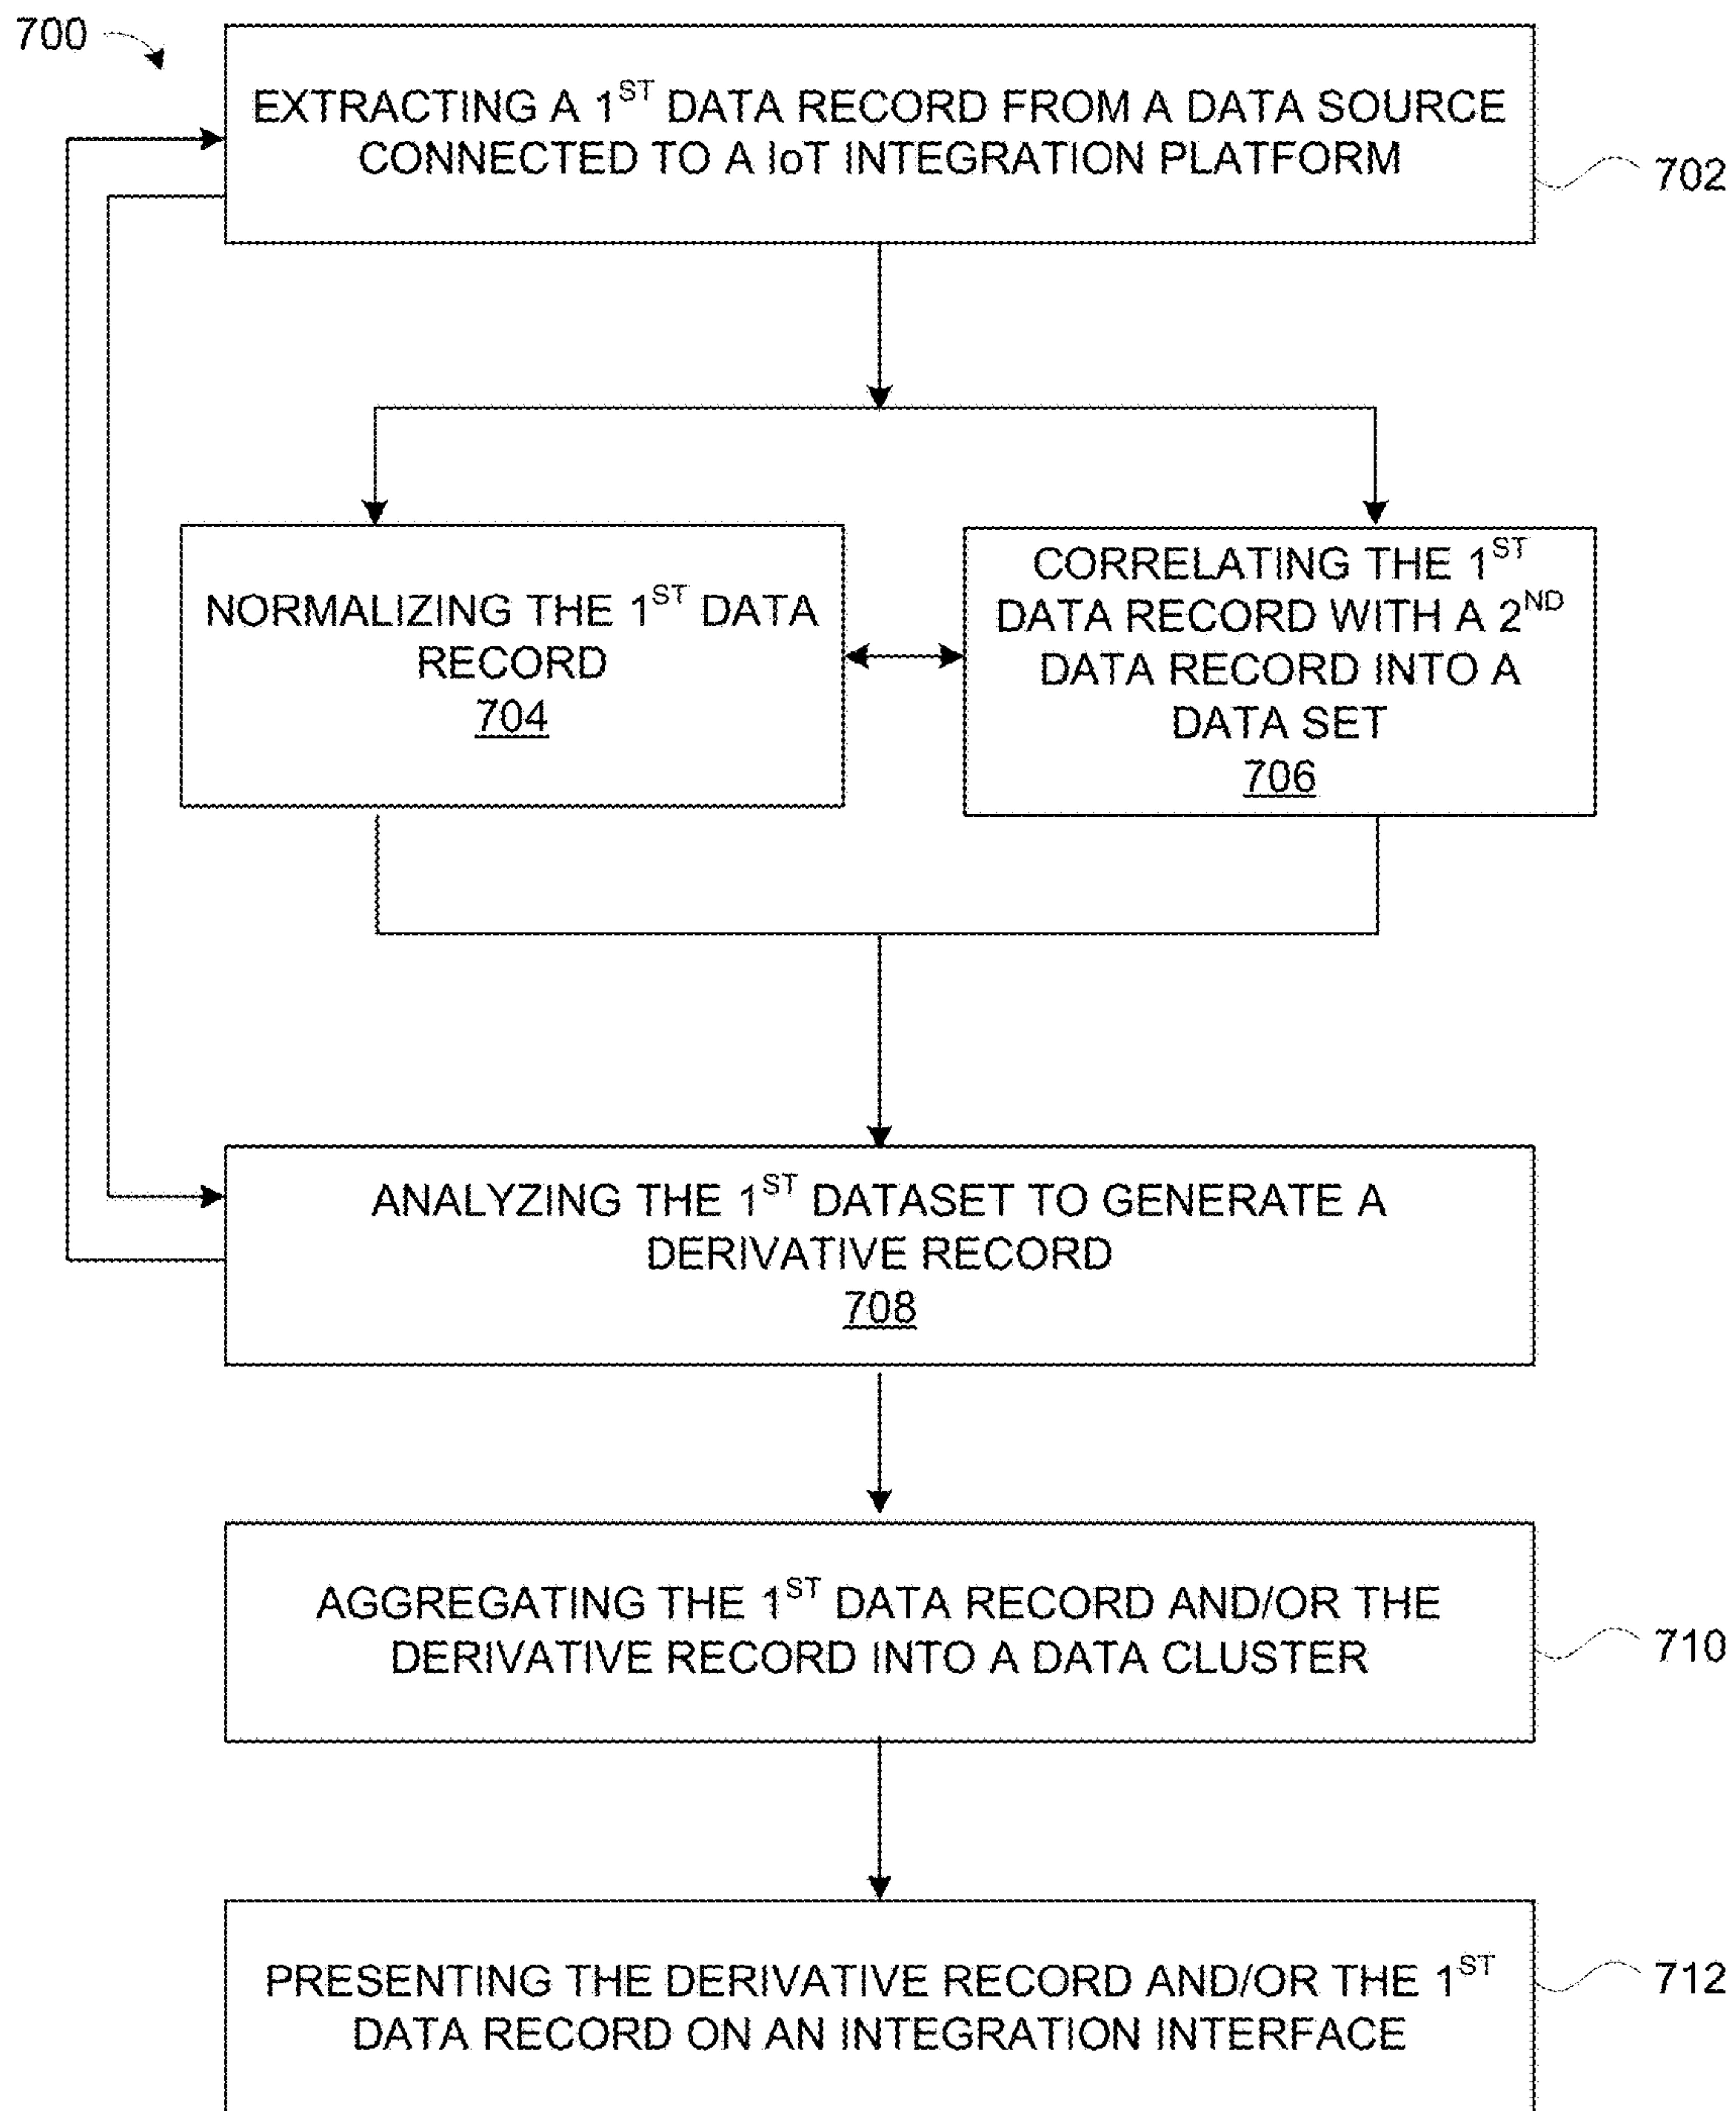 700
EXTRACTING A 1ST DATA RECORD FROM A DATA SOURCE
CONNECTED TO A IoT INTEGRATION PLATFORM
702
NORMALIZING THE 1ST DATA
RECORD
704
CORRELATING THE 1ST
DATA RECORD WITH A 2ND
DATA RECORD INTO A
DATA SET
706
ANALYZING THE 1ST DATASET TO GENERATE A
DERIVATIVE RECORD
708
AGGREGATING THE 1ST DATA RECORD AND/OR THE
DERIVATIVE RECORD INTO A DATA CLUSTER
710
PRESENTING THE DERIVATIVE RECORD AND/OR THE 1ST
DATA RECORD ON AN INTEGRATION INTERFACE
712